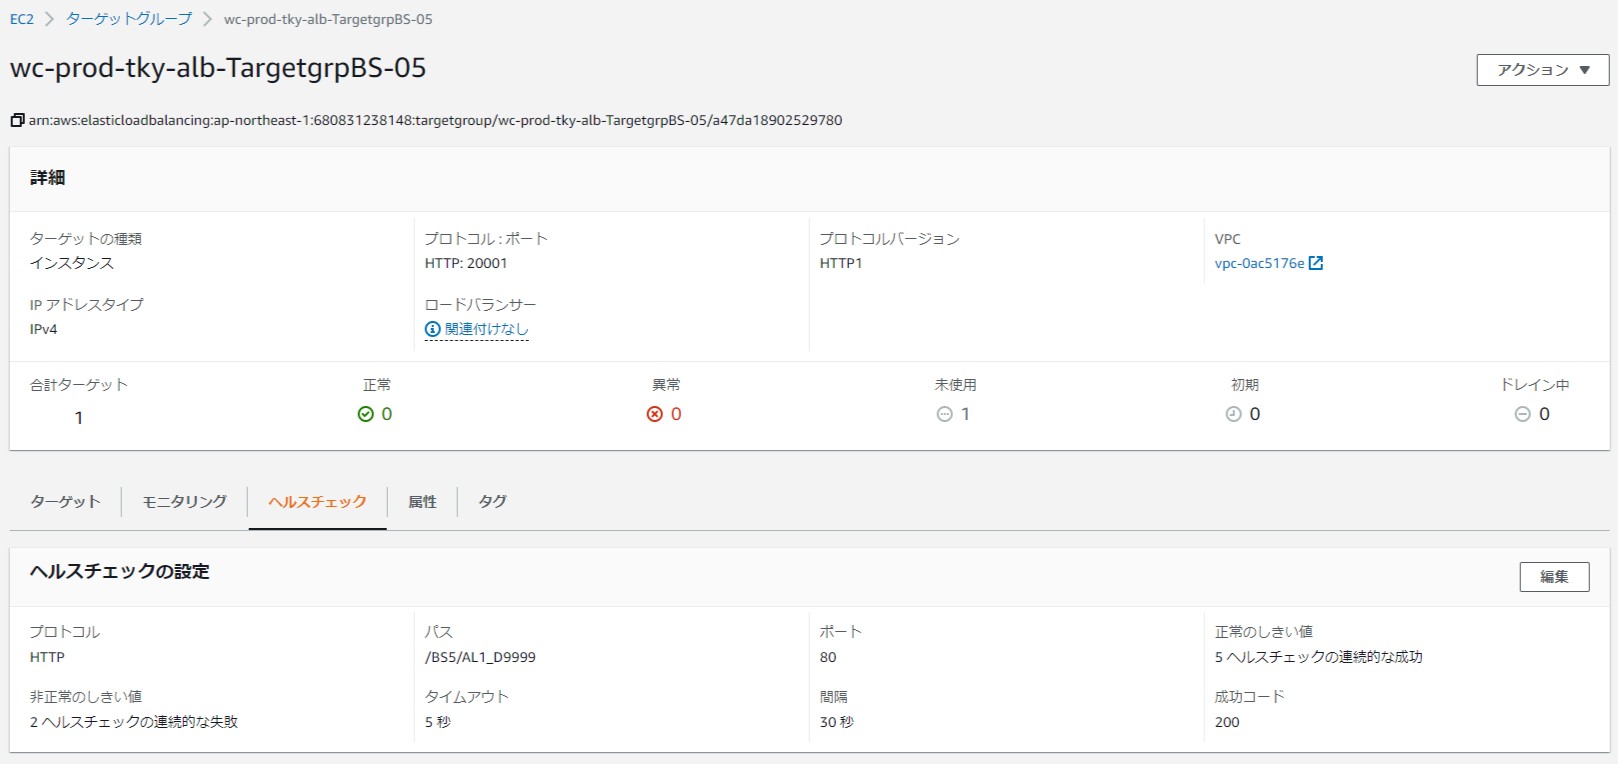 EC2 > ターゲットグループ > wc-prod-tky-alb-TargetgrpBS-05
wc-prod-tky-alb-TargetgrpBS-05
アクション ▼
arn:aws:elasticloadbalancing:ap-northeast-1:680831238148:targetgroup/wc-prod-tky-alb-TargetgrpBS-05/a47da18902529780
詳細
ターゲットの種類 プロトコル : ポート プロトコルバージョン VPC
インスタンス HTTP: 20001 HTTP1 vpc-0ac5176e
IP アドレスタイプ ロードバランサー
IPv4 関連付けなし
合計ターゲット 正常 異常 未使用 初期 ドレイン中
1 0 0 1 0 0
ターゲット モニタリング ヘルスチェック 属性 タグ
ヘルスチェックの設定
編集
プロトコル パス ポート 正常のしきい値
HTTP /BS5/AL1_D9999 80 5 ヘルスチェックの連続的な成功
非正常のしきい値 タイムアウト 間隔 成功コード
2 ヘルスチェックの連続的な失敗 5 秒 30 秒 200